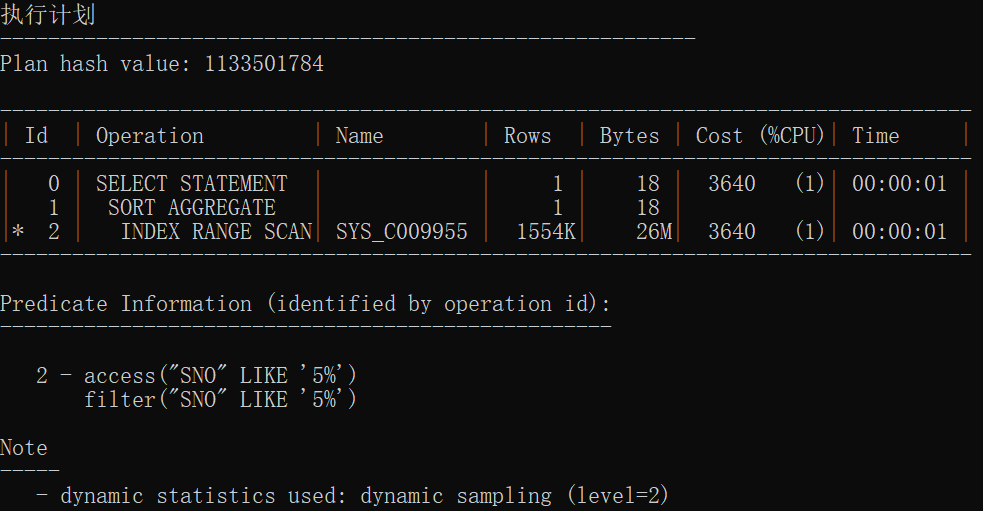 执行计划
----------------------------------------------------------
Plan hash value: 1133501784

---------------------------------------------------------------------------------
| Id  | Operation         | Name        | Rows  | Bytes | Cost (%CPU)| Time     |
---------------------------------------------------------------------------------
|   0 | SELECT STATEMENT  |             |     1 |    18 |  3640   (1)| 00:00:01 |
|   1 |  SORT AGGREGATE   |             |     1 |    18 |            |          |
|*  2 |   INDEX RANGE SCAN| SYS_C009955 |  1554K|    26M|  3640   (1)| 00:00:01 |
---------------------------------------------------------------------------------

Predicate Information (identified by operation id):
---------------------------------------------------

   2 - access("SNO" LIKE '5%')
       filter("SNO" LIKE '5%')

Note
-----
   - dynamic statistics used: dynamic sampling (level=2)